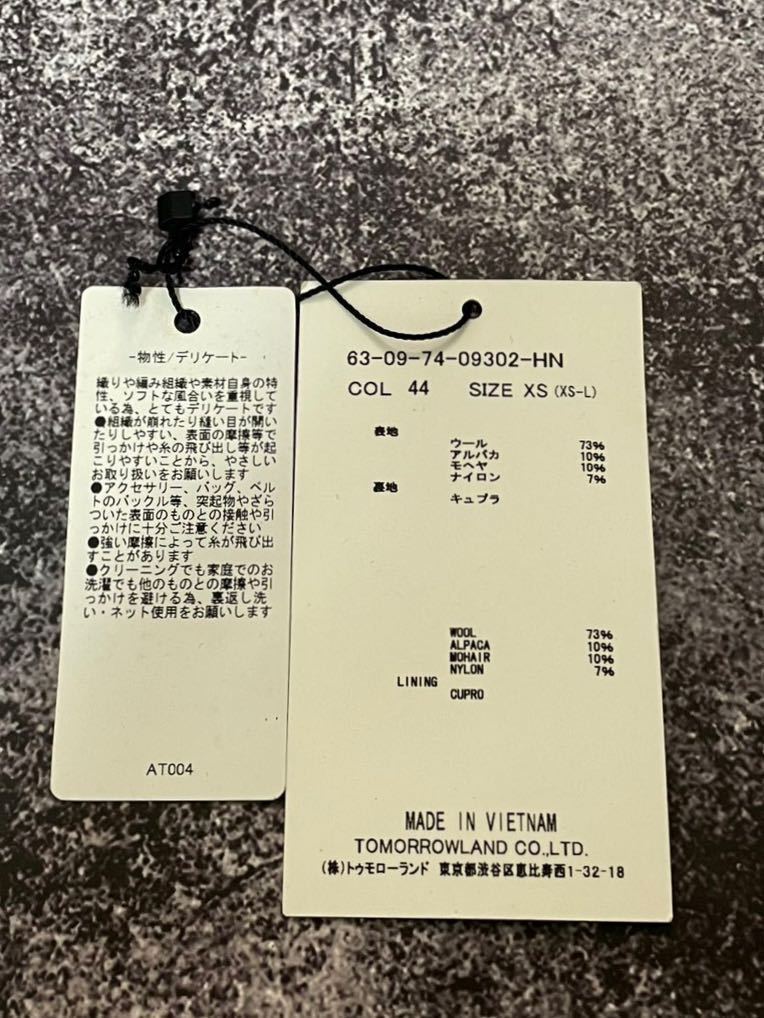 -物性/デリケート-
織りや編み組織や素材自身の特
性、ソフトな風合いを重視して
いる為、とてもデリケートです
●組織が崩れたり縫い目が開い
たりしやすい、表面の摩擦等で
引っかけや糸の飛び出し等が起
こりやすいことから、やさしい
お取り扱いをお願いします
●アクセサリー、バッグ、ベル
トのバックル等、突起物やざら
ついた表面のものとの接触や引
っかけに十分ご注意ください
●強い摩擦によって糸が飛び出
すことがあります
●クリーニングでも家庭でのお
洗濯でも他のものとの摩擦や引
っかけを避ける為、裏返し洗
い・ネット使用をお願いします
AT004
63-09-74-09302-HN
COL 44 SIZE XS (XS-L)
表地
ウール 73%
アルパカ 10%
モヘヤ 10%
ナイロン 7%
裏地
キュプラ
WOOL 73%
ALPACA 10%
MOHAIR 10%
NYLON 7%
LINING
CUPRO
MADE IN VIETNAM
TOMORROWLAND CO.,LTD.
(株)トゥモローランド 東京都渋谷区恵比寿西1-32-18